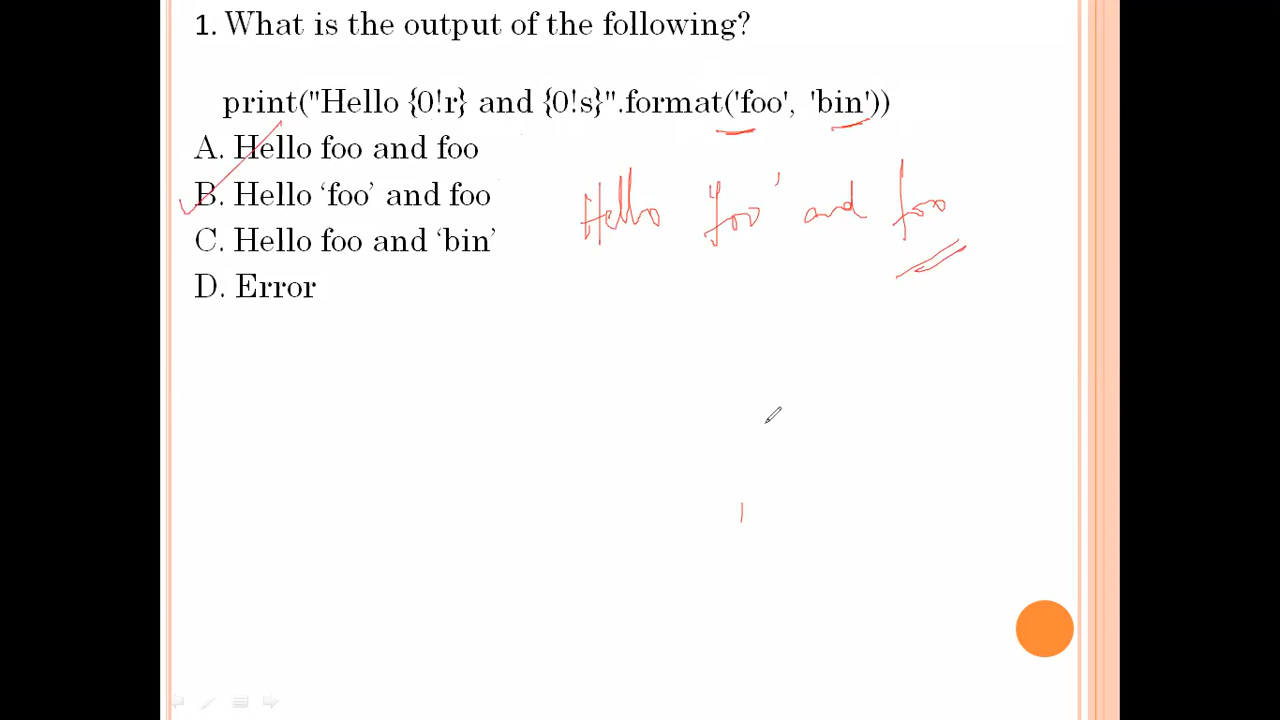 1. What is the output of the following?
print("Hello {0!r} and {0!s}".format('foo', 'bin'))
A. Hello foo and foo
B. Hello ‘foo’ and foo
Hello 'foo' and foo
C. Hello foo and ‘bin’
D. Error